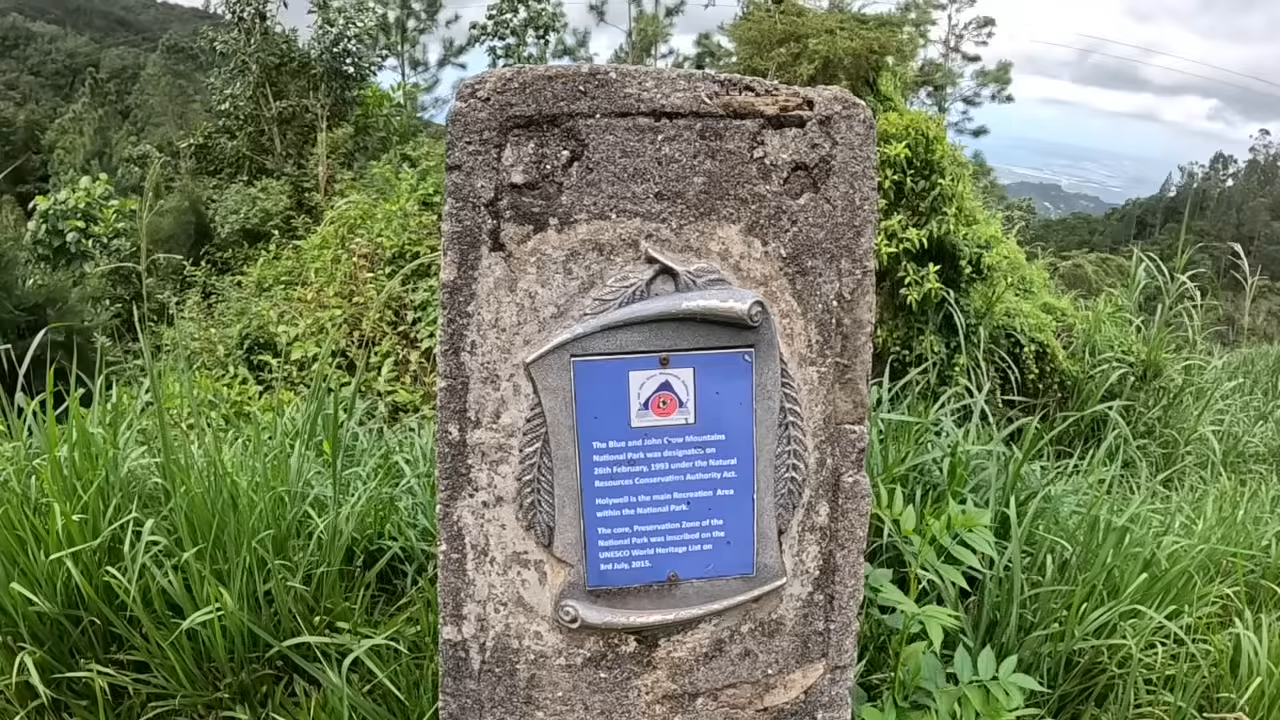 The Blue and John Crow Mountains
National Park was designated on
26th February, 1993 under the Natural
Resources Conservation Authority Act.
Holywell is the main Recreation Area
within the National Park.
The core, Preservation Zone of the
National Park was inscribed on the
UNESCO World Heritage List on
3rd July, 2015.